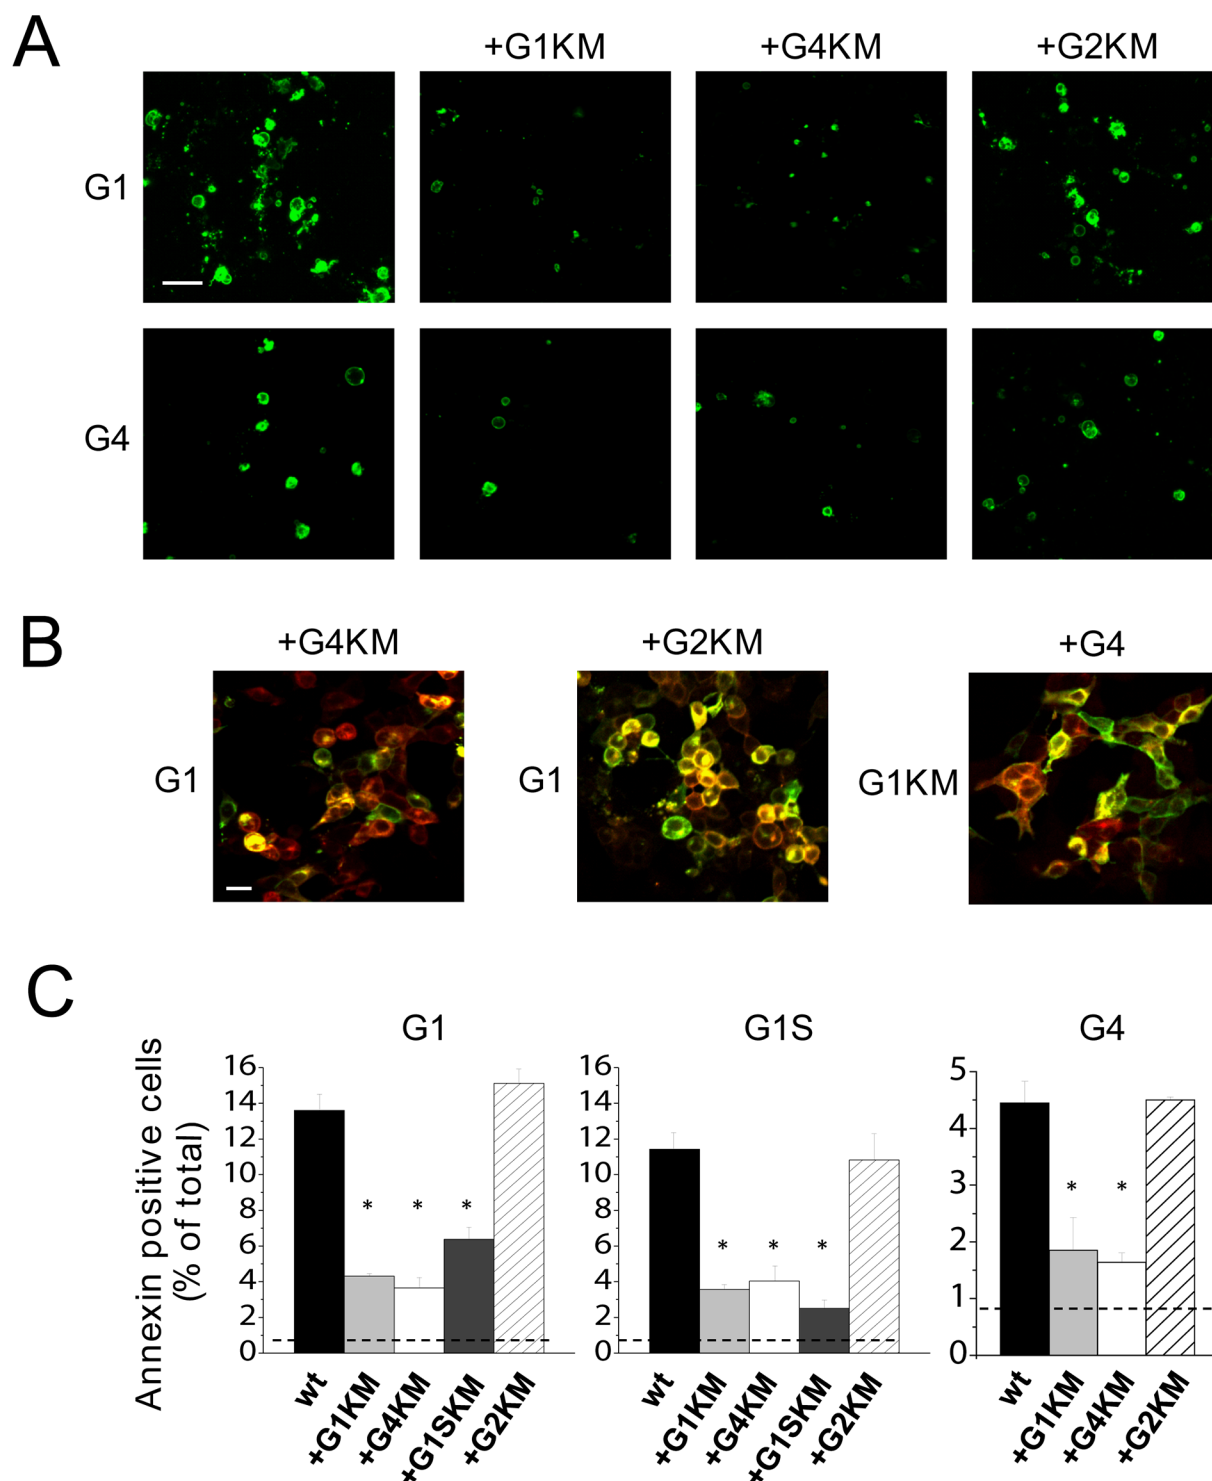 A
+G1KM +G4KM +G2KM
G1
G4
B
+G4KM +G2KM +G4
G1 G1 G1KM
C
G1 G1S G4
Annexin positive cells
(% of total)
16 16 5
14 14
12 12 4
10 10
8 8 3
* * * * * * * *
6 6 2
4 4
2 2 1
0 0 0
wt +G1KM +G4KM +G1SKM +G2KM
wt +G1KM +G4KM +G1SKM +G2KM
wt +G1KM +G4KM +G2KM